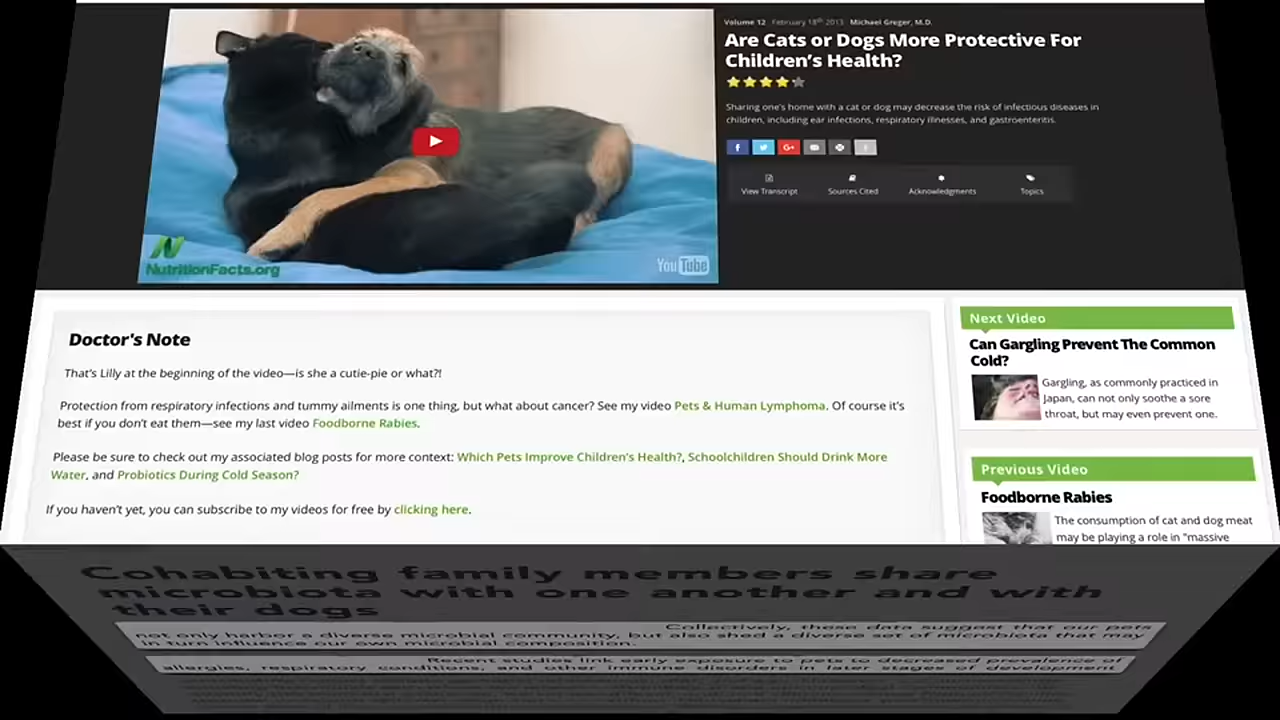 Volume 12 February 18th 2013 Michael Greger, M.D.
Are Cats or Dogs More Protective For
Children's Health?
Sharing one's home with a cat or dog may decrease the risk of infectious diseases in
children, including ear infections, respiratory illnesses, and gastroenteritis.
View Transcript Sources Cited Acknowledgments Topics
NutritionFacts.org
YouTube
Doctor's Note
That's Lilly at the beginning of the video—is she a cutie-pie or what?!
Protection from respiratory infections and tummy ailments is one thing, but what about cancer? See my video Pets & Human Lymphoma. Of course it's
best if you don't eat them—see my last video Foodborne Rabies.
Please be sure to check out my associated blog posts for more context: Which Pets Improve Children's Health?, Schoolchildren Should Drink More
Water, and Probiotics During Cold Season?
If you haven't yet, you can subscribe to my videos for free by clicking here.
Next Video
Can Gargling Prevent The Common
Cold?
Gargling, as commonly practiced in
Japan, can not only soothe a sore
throat, but may even prevent one.
Previous Video
Foodborne Rabies
The consumption of cat and dog meat
may be playing a role in "massive
Cohabiting family members share
microbiota with one another and with
their dogs
Collectively, these data suggest that our pets
not only harbor a diverse microbial community, but also shed a diverse set of microbiota that may
in turn influence our own microbial composition.
Recent studies link early exposure to pets to decreased prevalence of
allergies, respiratory conditions, and other immune disorders in later stages of development